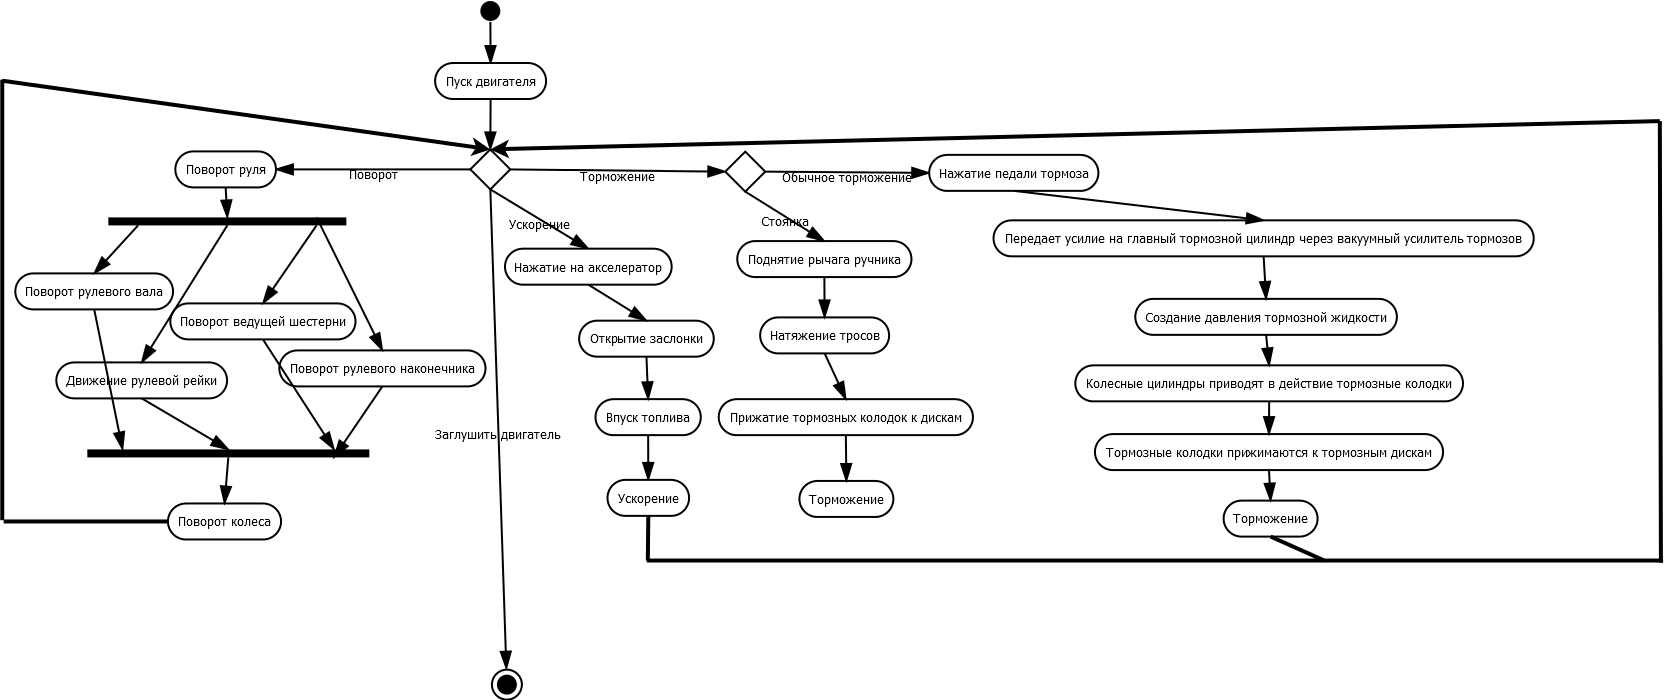 Пуск двигателя
Поворот руля
Поворот
Торможение
Обычное торможение
Нажатие педали тормоза
Ускорение
Стоянка
Передает усилие на главный тормозной цилиндр через вакуумный усилитель тормозов
Нажатие на акселератор
Поднятие рычага ручника
Поворот рулевого вала
Поворот ведущей шестерни
Создание давления тормозной жидкости
Открытие заслонки
Натяжение тросов
Поворот рулевого наконечника
Движение рулевой рейки
Колесные цилиндры приводят в действие тормозные колодки
Впуск топлива
Прижатие тормозных колодок к дискам
Заглушить двигатель
Тормозные колодки прижимаются к тормозным дискам
Ускорение
Торможение
Поворот колеса
Торможение